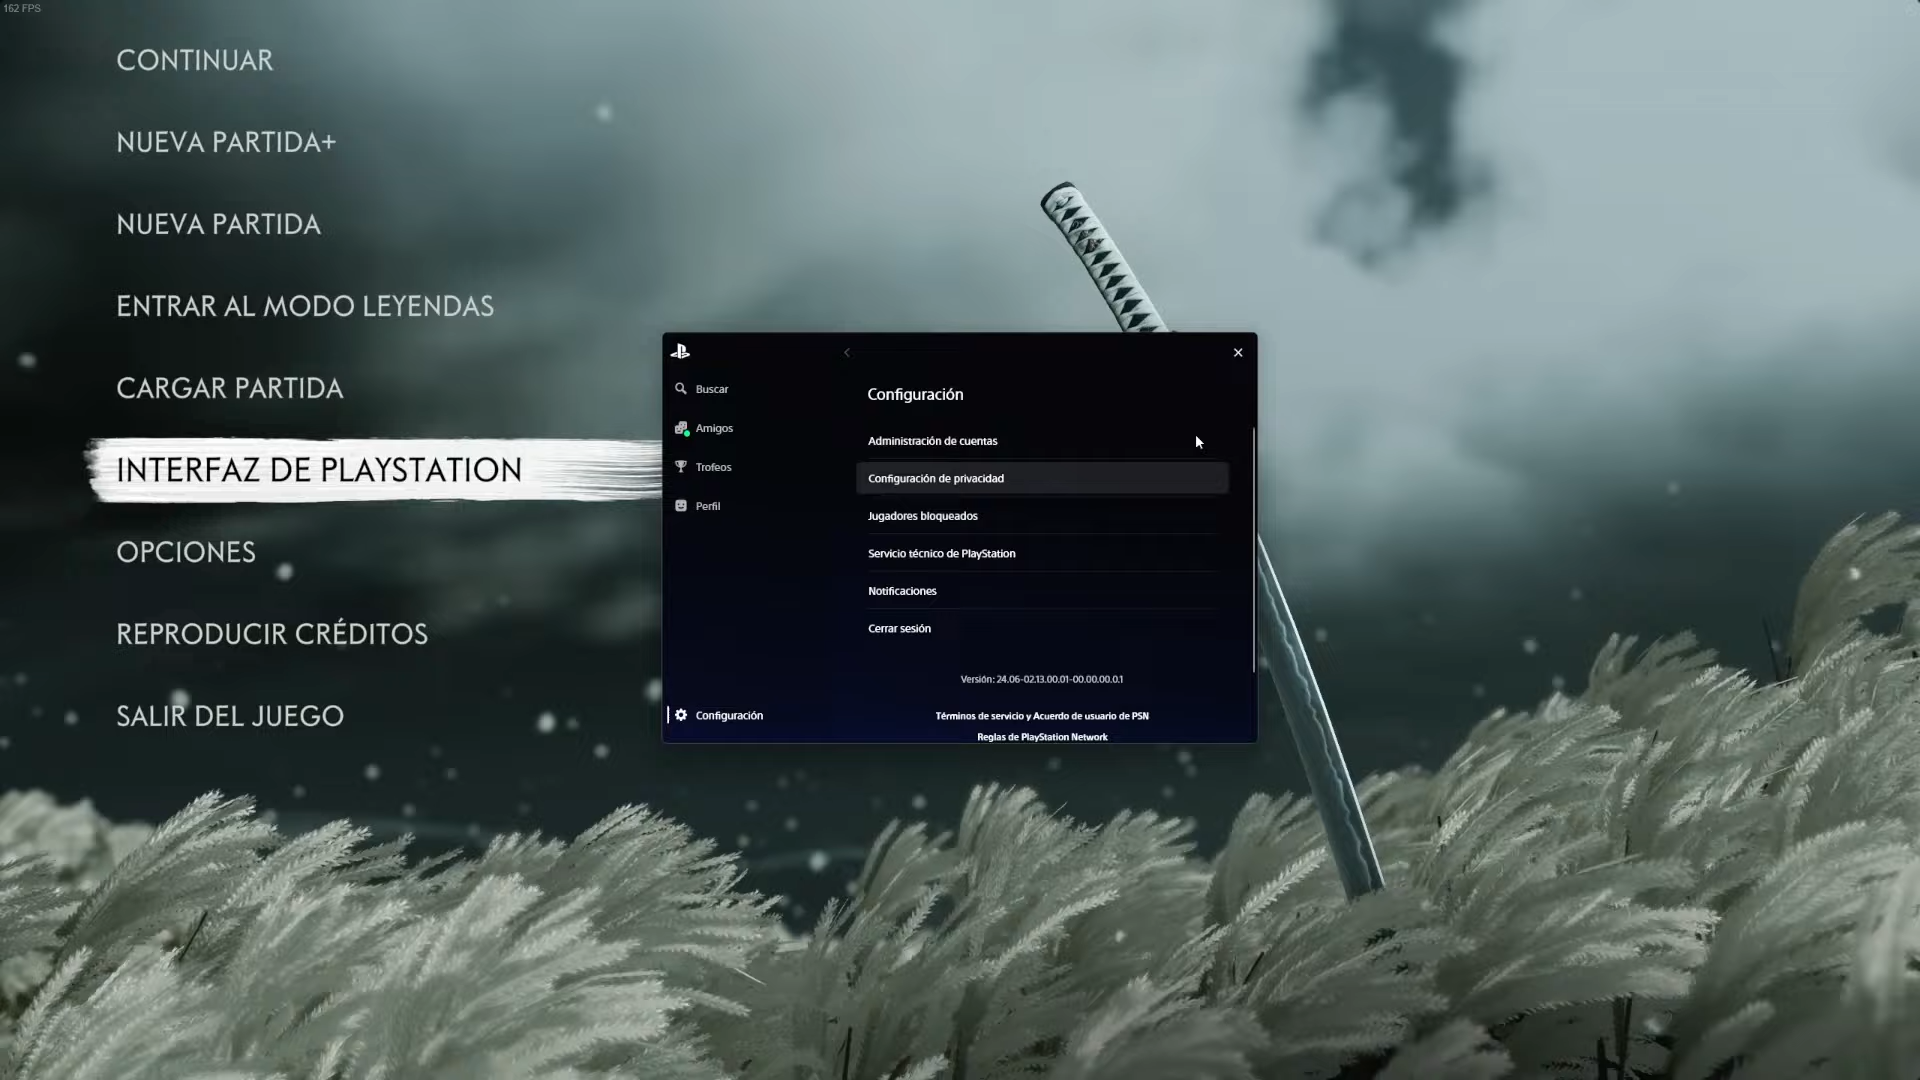 162 FPS
CONTINUAR
NUEVA PARTIDA+
NUEVA PARTIDA
ENTRAR AL MODO LEYENDAS
CARGAR PARTIDA
INTERFAZ DE PLAYSTATION
OPCIONES
REPRODUCIR CRÉDITOS
SALIR DEL JUEGO
Buscar
Amigos
Trofeos
Perfil
Configuración
Configuración
Administración de cuentas
Configuración de privacidad
Jugadores bloqueados
Servicio técnico de PlayStation
Notificaciones
Cerrar sesión
Versión: 24.06-02.13.00.01-00.00.00.0.1
Términos de servicio y Acuerdo de usuario de PSN
Reglas de PlayStation Network